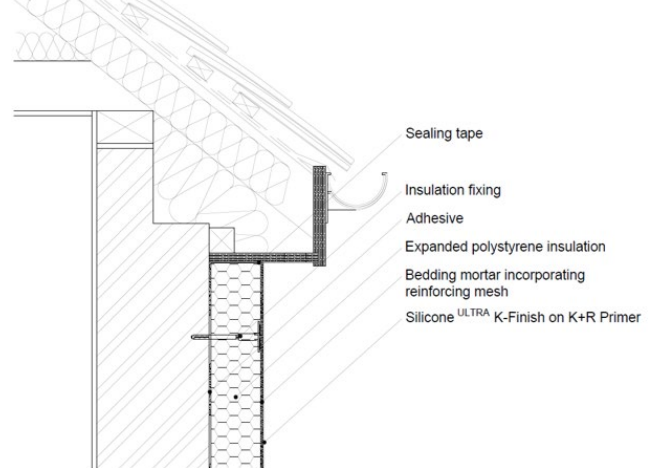 Sealing tape
Insulation fixing
Adhesive
Expanded polystyrene insulation
Bedding mortar incorporating
reinforcing mesh
Silicone ULTRA K-Finish on K+R Primer